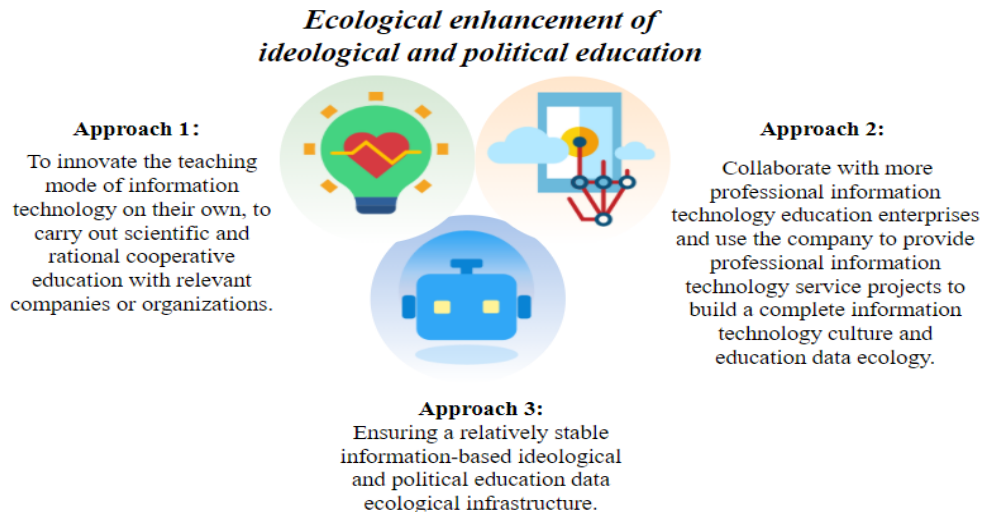 Ecological enhancement of
ideological and political education
Approach 1:
To innovate the teaching
mode of information
technology on their own, to
carry out scientific and
rational cooperative
education with relevant
companies or organizations.
Approach 2:
Collaborate with more
professional information
technology education enterprises
and use the company to provide
professional information
technology service projects to
build a complete information
technology culture and
education data ecology.
Approach 3:
Ensuring a relatively stable
information-based ideological
and political education data
ecological infrastructure.